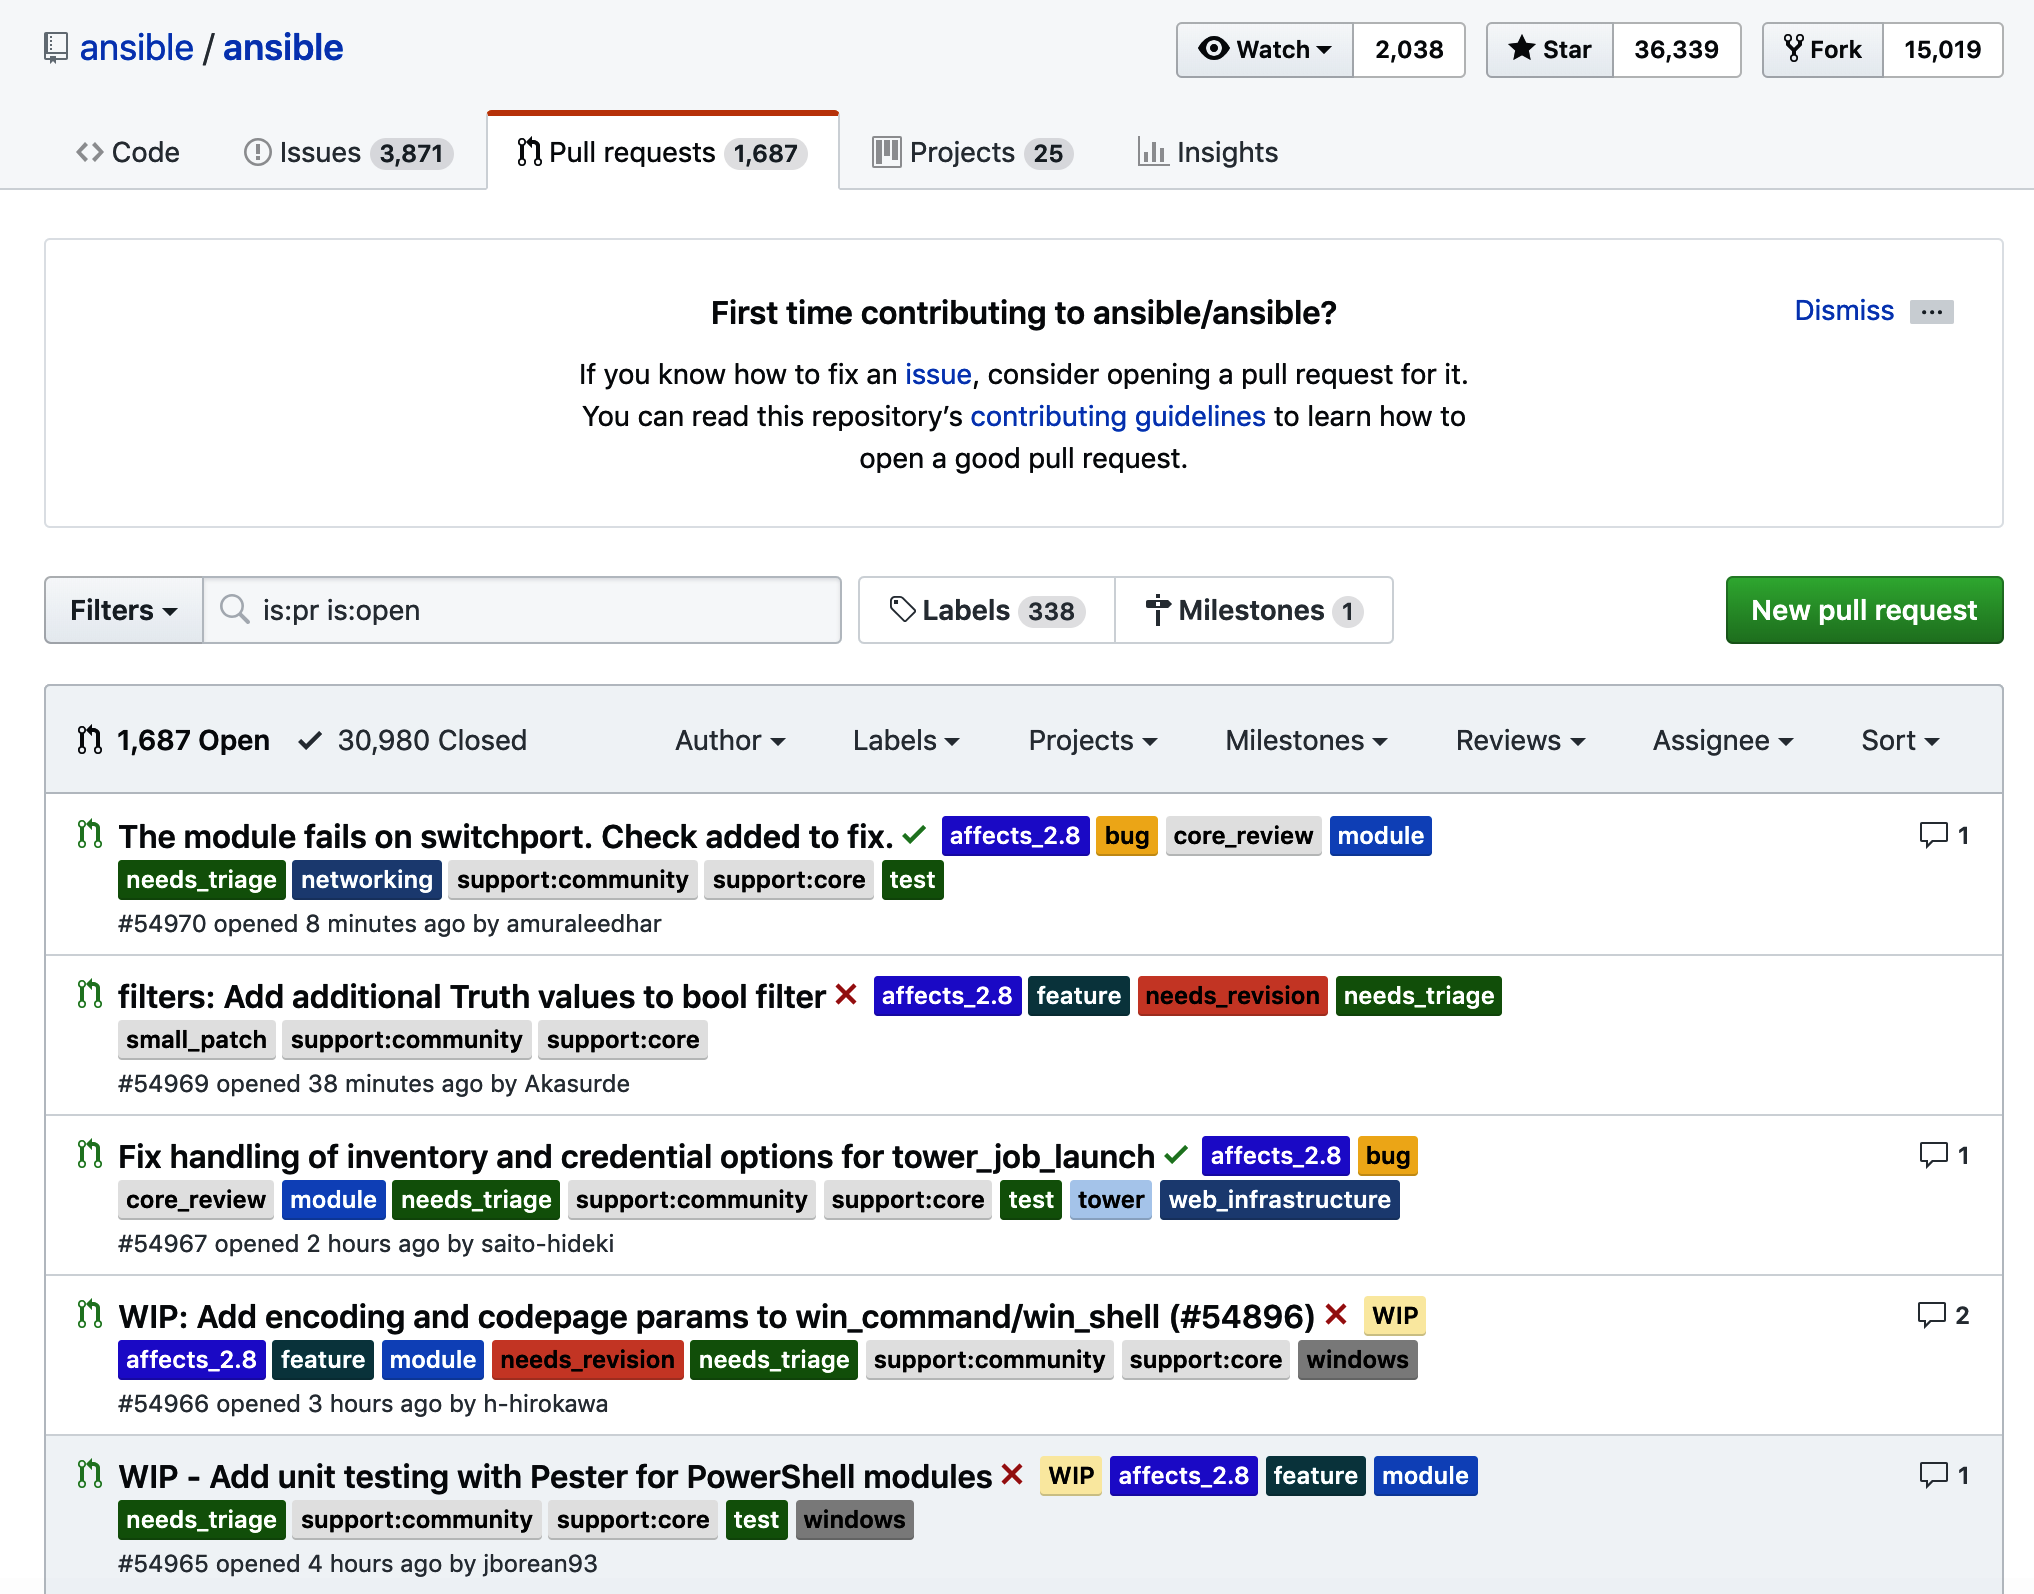 ansible / ansible
Watch 2,038 Star 36,339 Fork 15,019
Code Issues 3,871 Pull requests 1,687 Projects 25 Insights
First time contributing to ansible/ansible?
Dismiss ...
If you know how to fix an issue, consider opening a pull request for it.
You can read this repository’s contributing guidelines to learn how to
open a good pull request.
Filters is:pr is:open Labels 338 Milestones 1 New pull request
1,687 Open 30,980 Closed Author Labels Projects Milestones Reviews Assignee Sort
The module fails on switchport. Check added to fix. affects_2.8 bug core_review module 1
needs_triage networking support:community support:core test
#54970 opened 8 minutes ago by amuraleedhar
filters: Add additional Truth values to bool filter affects_2.8 feature needs_revision needs_triage
small_patch support:community support:core
#54969 opened 38 minutes ago by Akasurde
Fix handling of inventory and credential options for tower_job_launch affects_2.8 bug 1
core_review module needs_triage support:community support:core test tower web_infrastructure
#54967 opened 2 hours ago by saito-hideki
WIP: Add encoding and codepage params to win_command/win_shell (#54896) WIP 2
affects_2.8 feature module needs_revision needs_triage support:community support:core windows
#54966 opened 3 hours ago by h-hirokawa
WIP - Add unit testing with Pester for PowerShell modules WIP affects_2.8 feature module 1
needs_triage support:community support:core test windows
#54965 opened 4 hours ago by jborean93